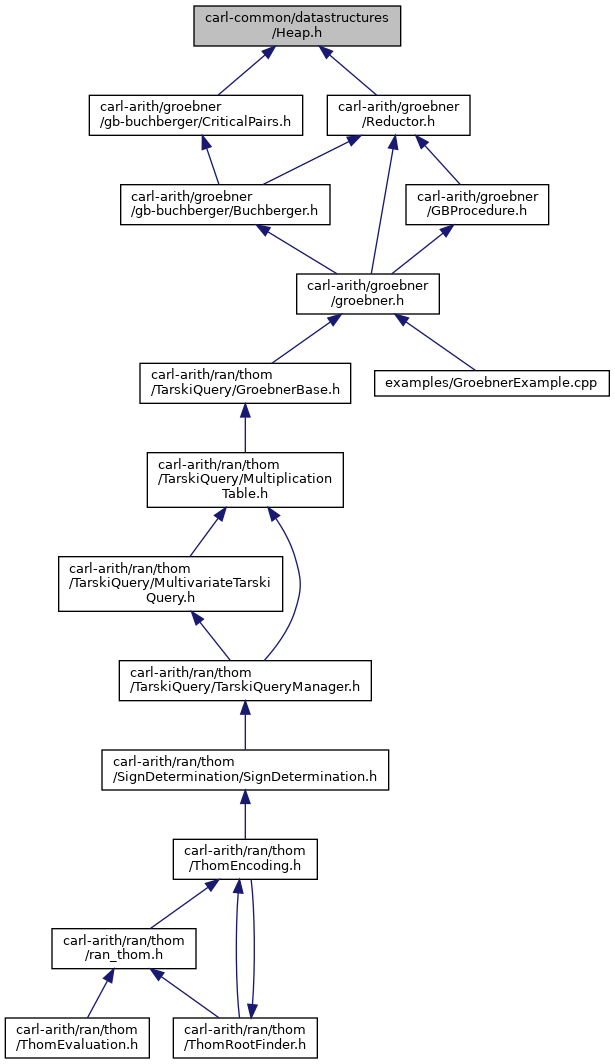 carl-common/datastructures
/Heap.h
carl-arith/groebner
/gb-buchberger/CriticalPairs.h
carl-arith/groebner
/Reductor.h
carl-arith/groebner
/gb-buchberger/Buchberger.h
carl-arith/groebner
/GBProcedure.h
carl-arith/groebner
/groebner.h
carl-arith/ran/thom
/TarskiQuery/GroebnerBase.h
examples/GroebnerExample.cpp
carl-arith/ran/thom
/TarskiQuery/Multiplication
Table.h
carl-arith/ran/thom
/TarskiQuery/MultivariateTarski
Query.h
carl-arith/ran/thom
/TarskiQuery/TarskiQueryManager.h
carl-arith/ran/thom
/SignDetermination/SignDetermination.h
carl-arith/ran/thom
/ThomEncoding.h
carl-arith/ran/thom
/ran_thom.h
carl-arith/ran/thom
/ThomEvaluation.h
carl-arith/ran/thom
/ThomRootFinder.h